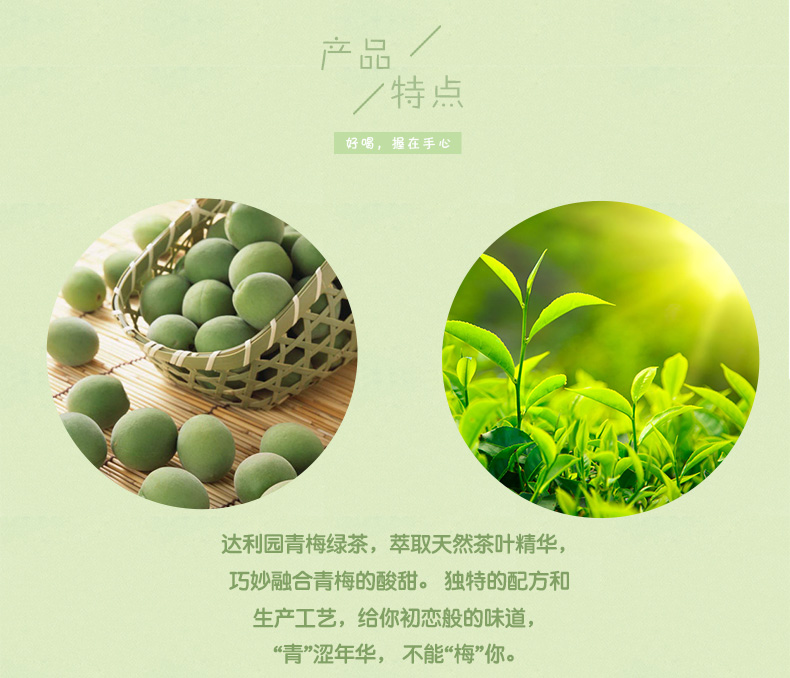 产品
特点
好喝，握在手心
达利园青梅绿茶，萃取天然茶叶精华，
巧妙融合青梅的酸甜。独特的配方和
生产工艺，给你初恋般的味道，
“青”涩年华， 不能“梅”你。